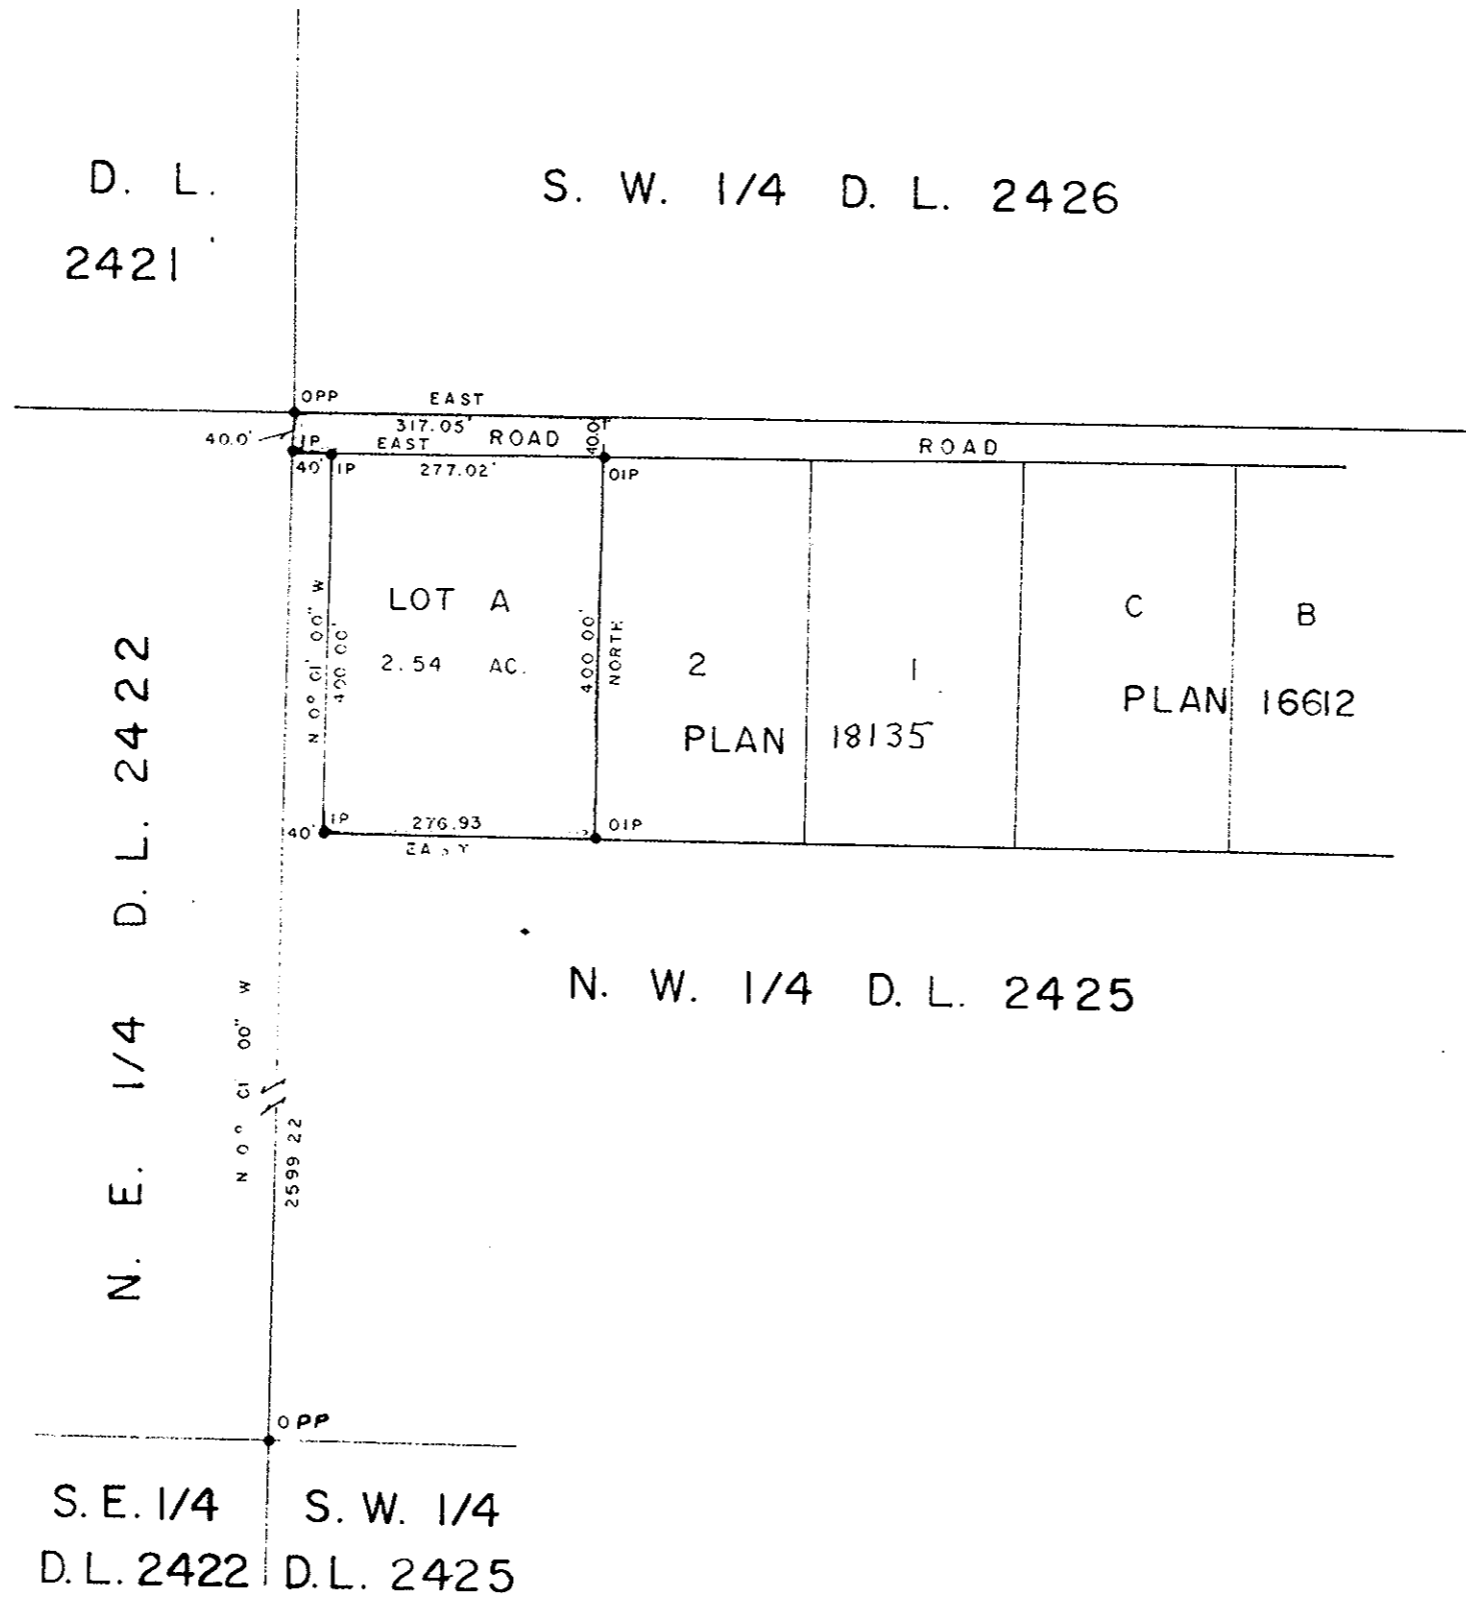 D. L.
2421
S. W. 1/4 D. L. 2426
OPP
EAST
317.05'
40.0'
40.0'
IP
EAST
ROAD
ROAD
40'
IP
277.02'
OIP
LOT A
2.54 AC.
N 0° 01' 00" W
400 00'
400 00'
NORTH
2
1
PLAN 18135
C
B
PLAN 16612
40'
IP
276.93
OIP
EAST
N. E. 1/4 D. L. 2422
N. W. 1/4 D. L. 2425
N 0° 01 00" W
2599 22
OPP
S. E. 1/4
D. L. 2422
S. W. 1/4
D. L. 2425